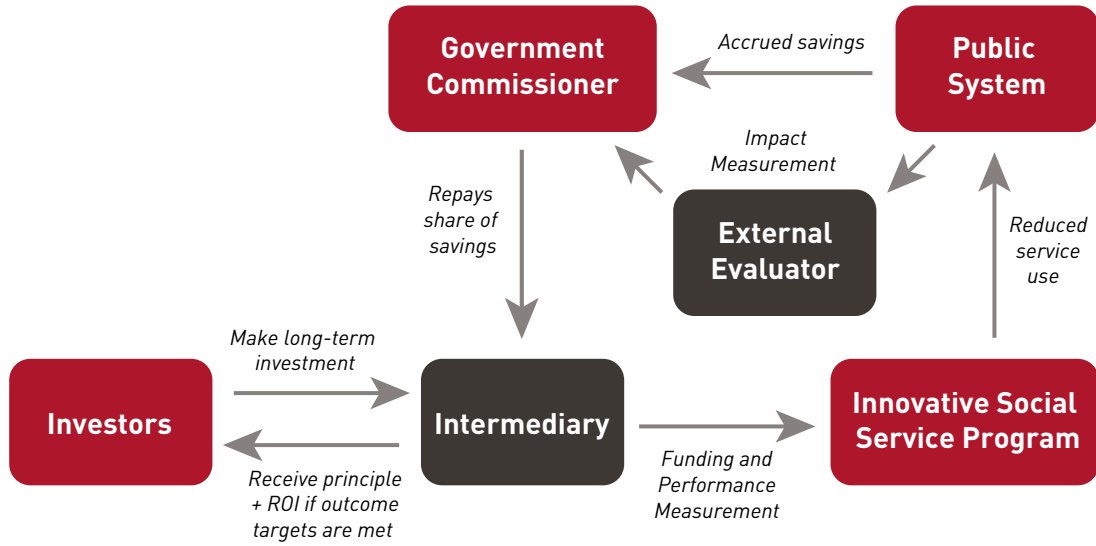 Government
Commissioner
Accrued savings
Public
System
Impact
Measurement
Repays
share of
savings
External
Evaluator
Reduced
service
use
Make long-term
investment
Investors
Intermediary
Innovative Social
Service Program
Receive principle
+ ROI if outcome
targets are met
Funding and
Performance
Measurement